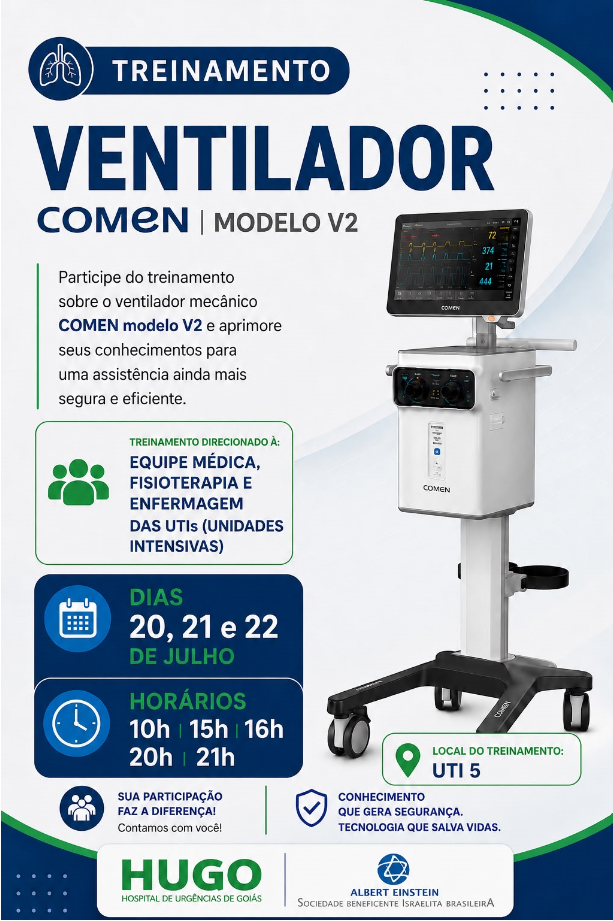 TREINAMENTO
VENTILADOR
COMEN | MODELO V2
Participe do treinamento
sobre o ventilador mecânico
COMEN modelo V2 e aprimore
seus conhecimentos para
uma assistência ainda mais
segura e eficiente.
72
374
21
444
COMEN
COMEN
COMEN
TREINAMENTO DIRECIONADO À:
EQUIPE MÉDICA,
FISIOTERAPIA E
ENFERMAGEM
DAS UTIs (UNIDADES
INTENSIVAS)
DIAS
20, 21 e 22
DE JULHO
HORÁRIOS
10h | 15h | 16h
20h | 21h
LOCAL DO TREINAMENTO:
UTI 5
SUA PARTICIPAÇÃO
FAZ A DIFERENÇA!
Contamos com você!
CONHECIMENTO
QUE GERA SEGURANÇA.
TECNOLOGIA QUE SALVA VIDAS.
HUGO
HOSPITAL DE URGÊNCIAS DE GOIÁS
ALBERT EINSTEIN
SOCIEDADE BENEFICENTE ISRAELITA BRASILEIRA